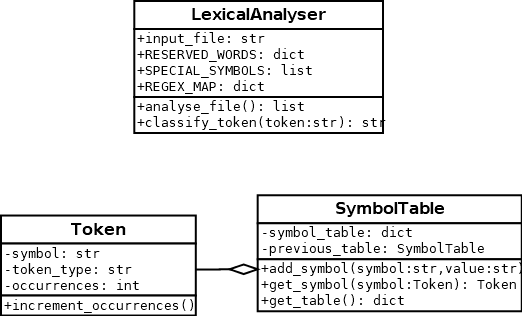 LexicalAnalyser
+input_file: str
+RESERVED_WORDS: dict
+SPECIAL_SYMBOLS: list
+REGEX_MAP: dict
+analyse_file(): list
+classify_token(token:str): str
Token
-symbol: str
-token_type: str
-occurrences: int
+increment_occurrences()
SymbolTable
-symbol_table: dict
-previous_table: SymbolTable
+add_symbol(symbol:str,value:str)
+get_symbol(symbol:Token): Token
+get_table(): dict